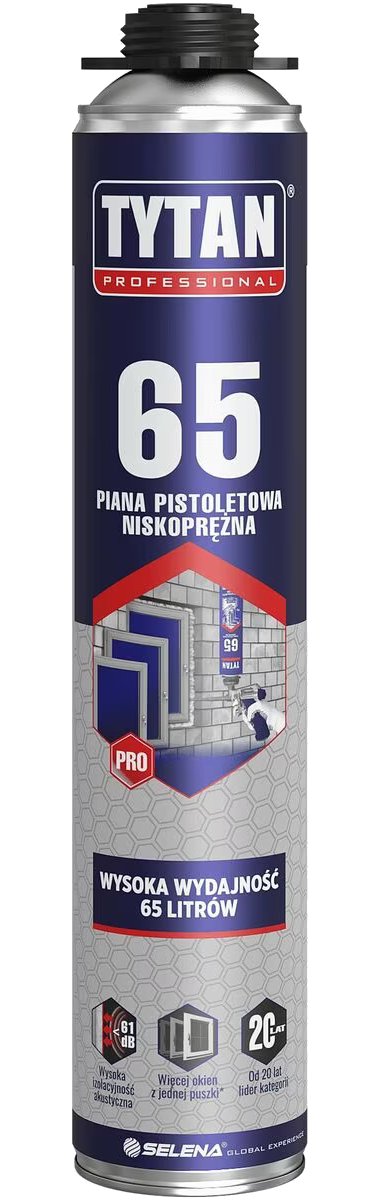 TYTAN®
PROFESSIONAL
65
PIANA PISTOLETOWA
NISKOPRĘŻNA
65
TYTAN
PRO
WYSOKA WYDAJNOŚĆ
65 LITRÓW
61
dB
20 LAT
Wysoka
izolacyjność
akustyczna
Więcej okien
z jednej puszki*
Od 20 lat
lider kategorii
SELENA® GLOBAL EXPERIENCE